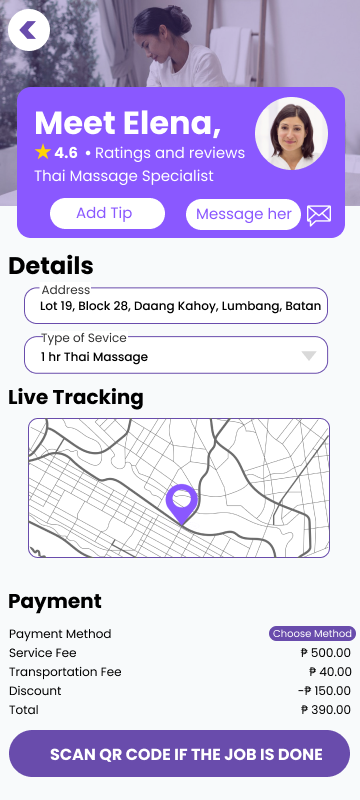 Meet Elena,
4.6 • Ratings and reviews
Thai Massage Specialist
Add Tip
Message her
Details
Address
Lot 19, Block 28, Daang Kahoy, Lumbang, Batan
Type of Sevice
1 hr Thai Massage
Live Tracking
Payment
Payment Method Choose Method
Service Fee ₱ 500.00
Transportation Fee ₱ 40.00
Discount -₱ 150.00
Total ₱ 390.00
SCAN QR CODE IF THE JOB IS DONE